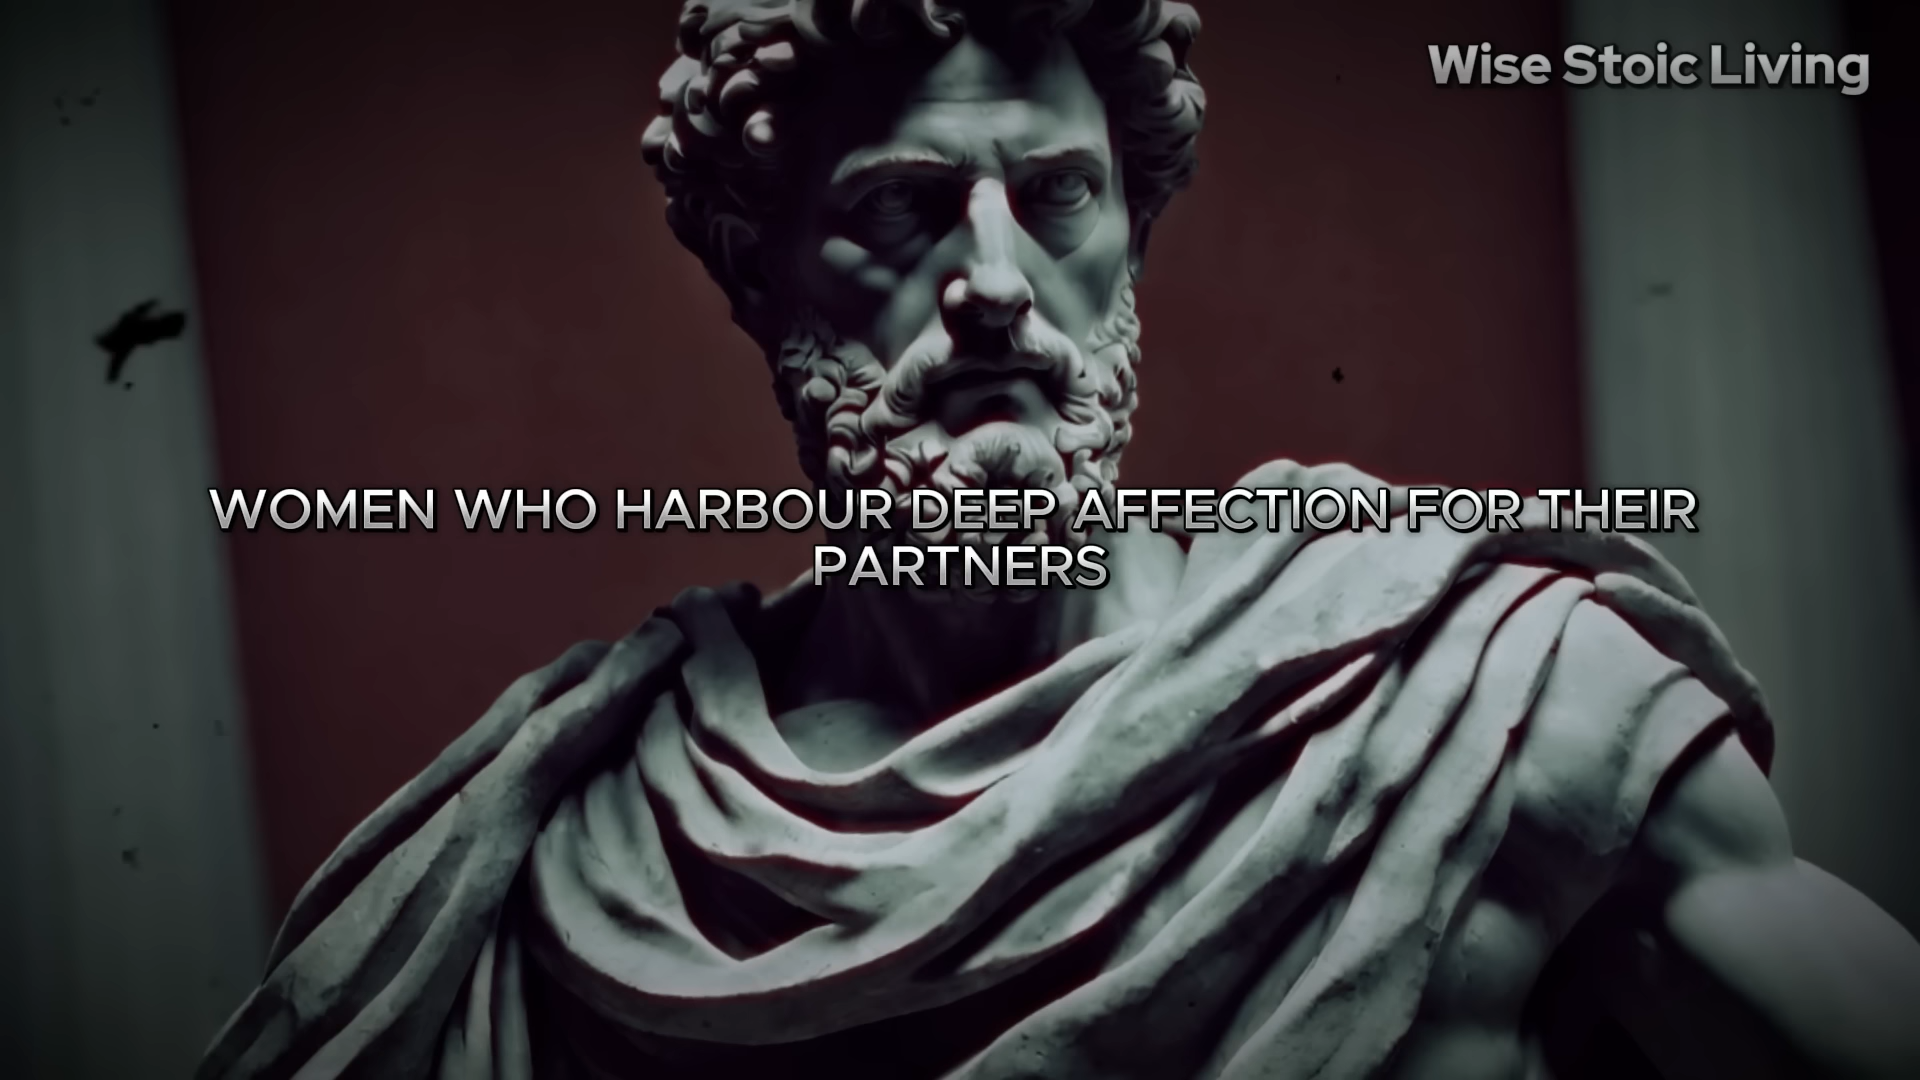 Wise Stoic Living
WOMEN WHO HARBOUR DEEP AFFECTION FOR THEIR
PARTNERS